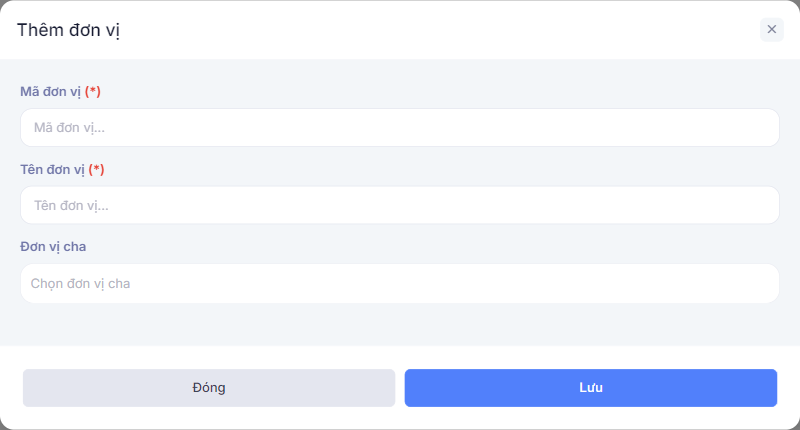 Thêm đơn vị
Mã đơn vị (*)
Mã đơn vị...
Tên đơn vị (*)
Tên đơn vị...
Đơn vị cha
Chọn đơn vị cha
Đóng Lưu